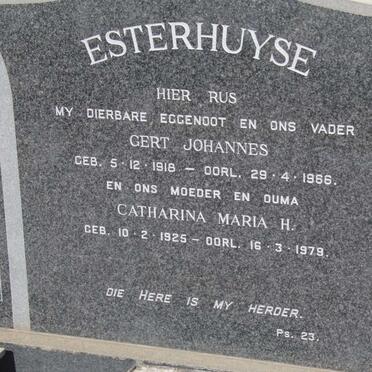 ESTERHUYSE
HIER RUS
MY DIERBARE EGGENOOT EN ONS VADER
GERT JOHANNES
GEB. 5·12·1918 — OORL. 29·4·1966.
EN ONS MOEDER EN OUMA
CATHARINA MARIA H.
GEB. 10·2·1925 — OORL. 16·3·1979.
DIE HERE IS MY HERDER.
Ps. 23.